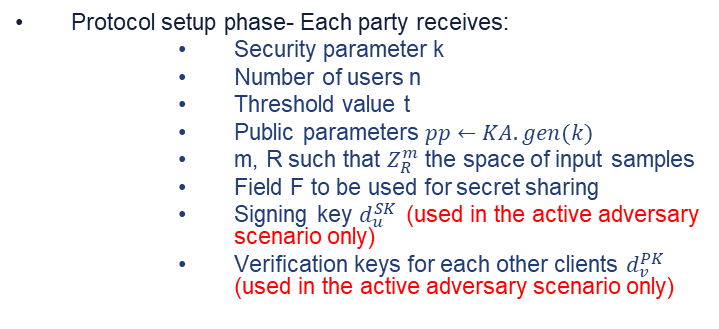 • Protocol setup phase- Each party receives:
• Security parameter k
• Number of users n
• Threshold value t
• Public parameters 𝑝𝑝 ← 𝐾𝐴.𝑔𝑒𝑛(𝑘)
• m, R such that 𝑍_𝑅^𝑚 the space of input samples
• Field F to be used for secret sharing
• Signing key 𝑑_𝑢^𝑆𝐾 (used in the active adversary
scenario only)
• Verification keys for each other clients 𝑑_𝑣^𝑃𝐾
(used in the active adversary scenario only)